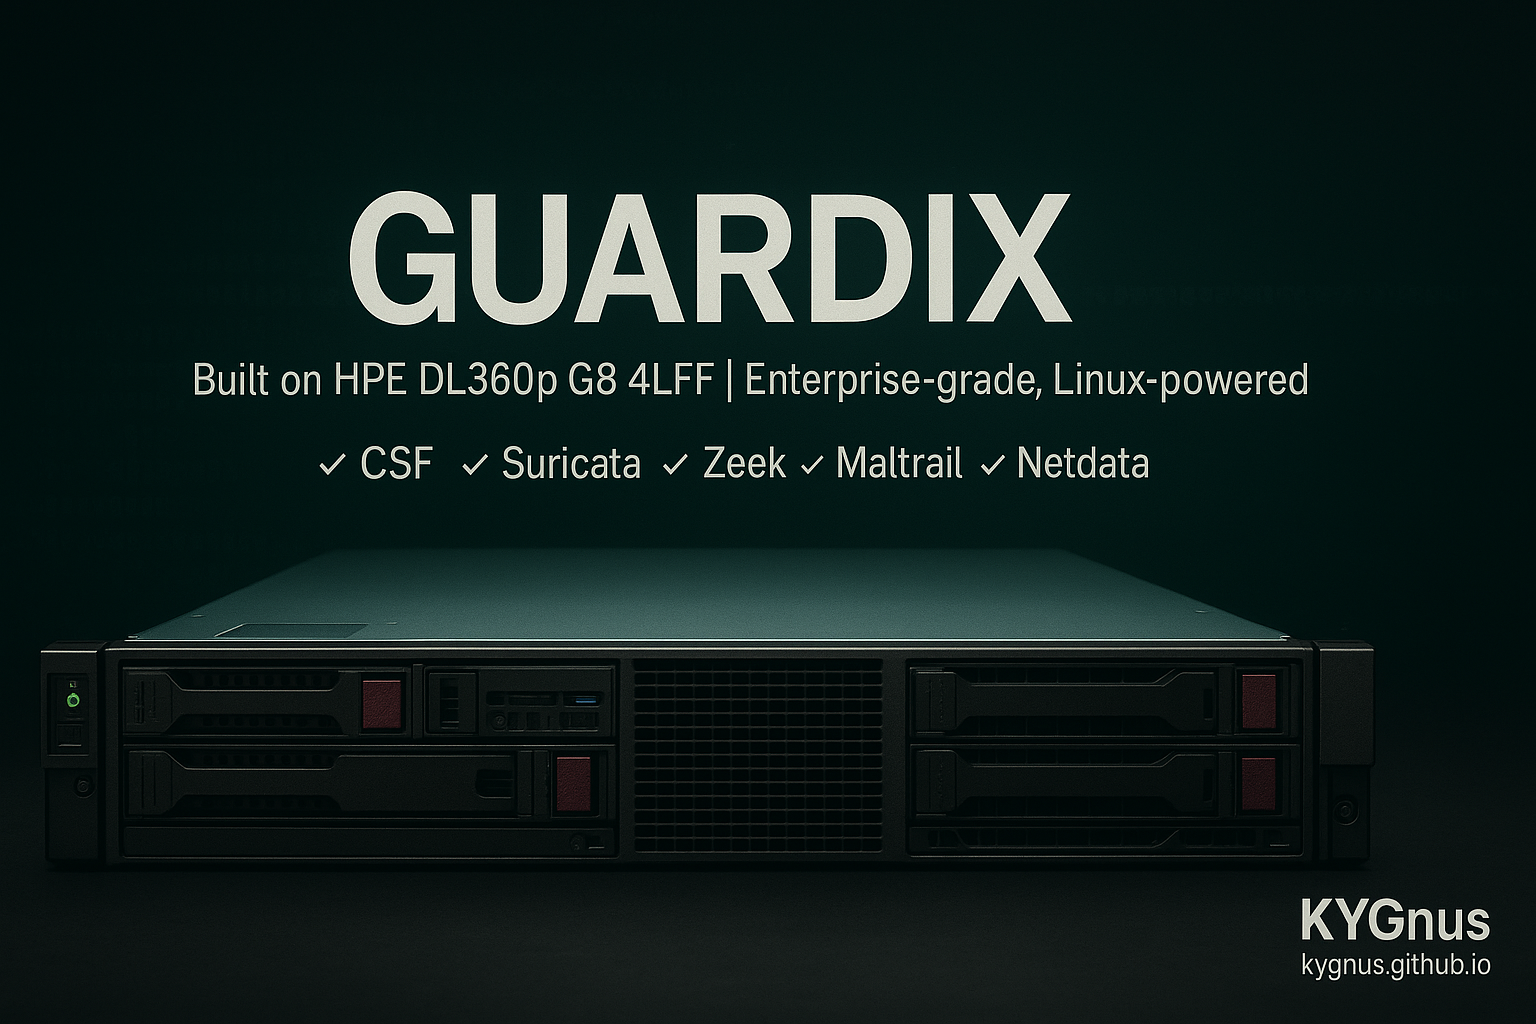 GUARDIX
Built on HPE DL360p G8 4LFF | Enterprise-grade, Linux-powered
✓ CSF ✓ Suricata ✓ Zeek ✓ Maltrail ✓ Netdata
KYGnus
kygnus.github.io